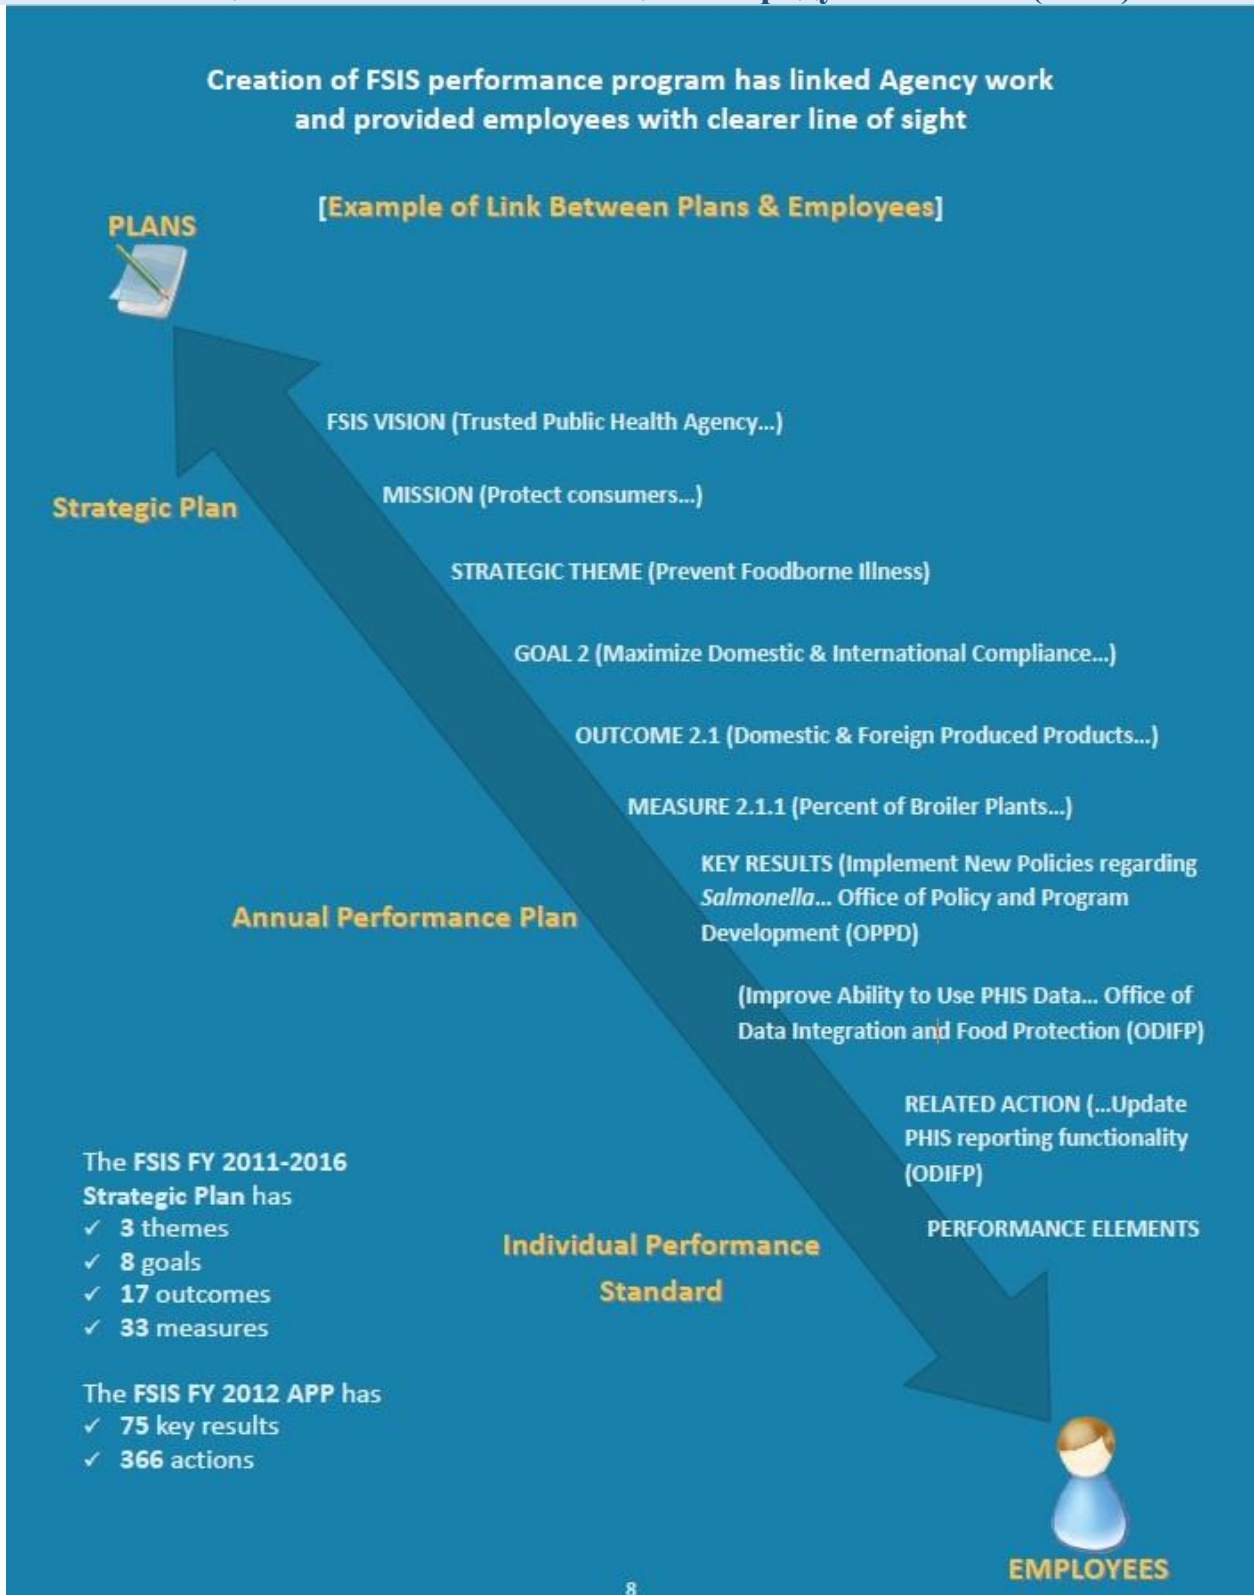 Creation of FSIS performance program has linked Agency work
and provided employees with clearer line of sight
[Example of Link Between Plans & Employees]
PLANS
FSIS VISION (Trusted Public Health Agency...)
MISSION (Protect consumers...)
Strategic Plan
STRATEGIC THEME (Prevent Foodborne Illness)
GOAL 2 (Maximize Domestic & International Compliance...)
OUTCOME 2.1 (Domestic & Foreign Produced Products...)
MEASURE 2.1.1 (Percent of Broiler Plants...)
KEY RESULTS (Implement New Policies regarding
Salmonella... Office of Policy and Program
Development (OPPD)
Annual Performance Plan
(Improve Ability to Use PHIS Data... Office of
Data Integration and Food Protection (ODIFP)
RELATED ACTION (...Update
PHIS reporting functionality
(ODIFP)
PERFORMANCE ELEMENTS
Individual Performance
Standard
The FSIS FY 2011-2016
Strategic Plan has
✓ 3 themes
✓ 8 goals
✓ 17 outcomes
✓ 33 measures
The FSIS FY 2012 APP has
✓ 75 key results
✓ 366 actions
EMPLOYEES
8